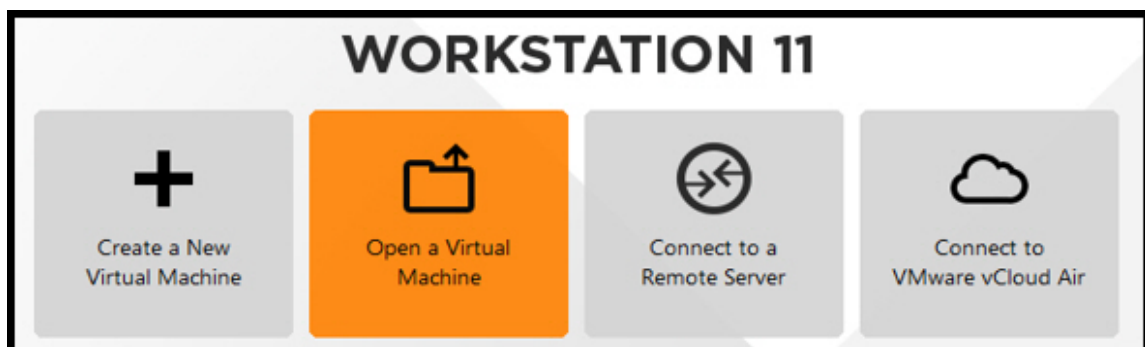 WORKSTATION 11
Create a New
Virtual Machine
Open a Virtual
Machine
Connect to a
Remote Server
Connect to
VMware vCloud Air